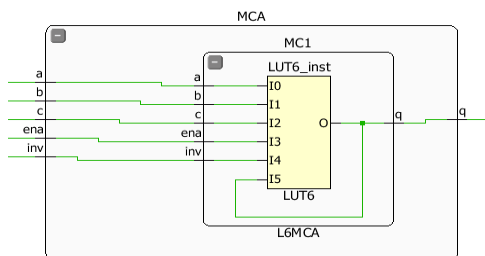 MCA
MC1
LUT6_inst
a
a
I0
b
b
I1
c
c
I2
O
q
q
ena
ena
I3
inv
inv
I4
I5
LUT6
L6MCA